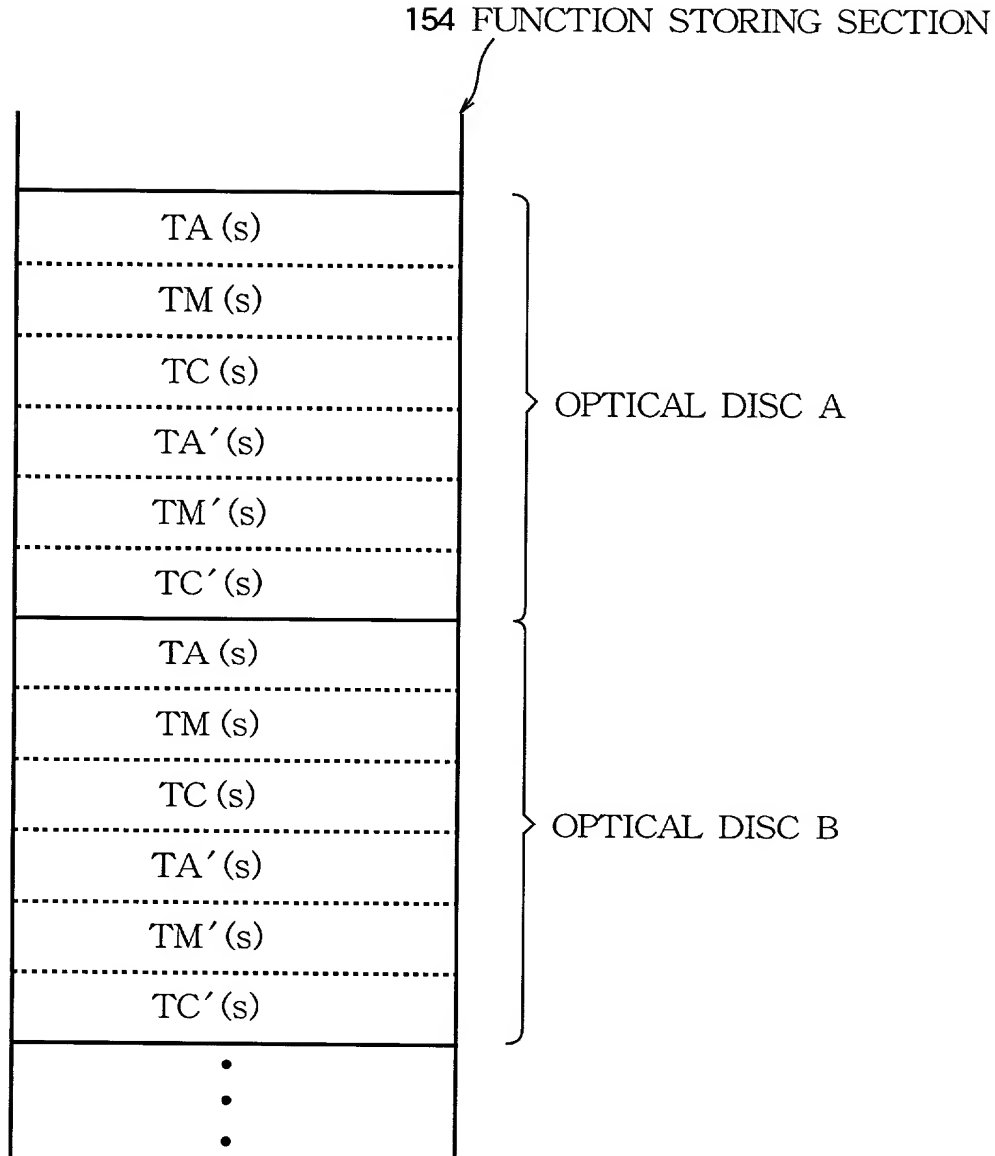 154 FUNCTION STORING SECTION
TA (s)
TM (s)
TC (s)
TA′(s)
TM′(s)
TC′(s)
OPTICAL DISC A
TA (s)
TM (s)
TC (s)
TA′(s)
TM′(s)
TC′(s)
OPTICAL DISC B